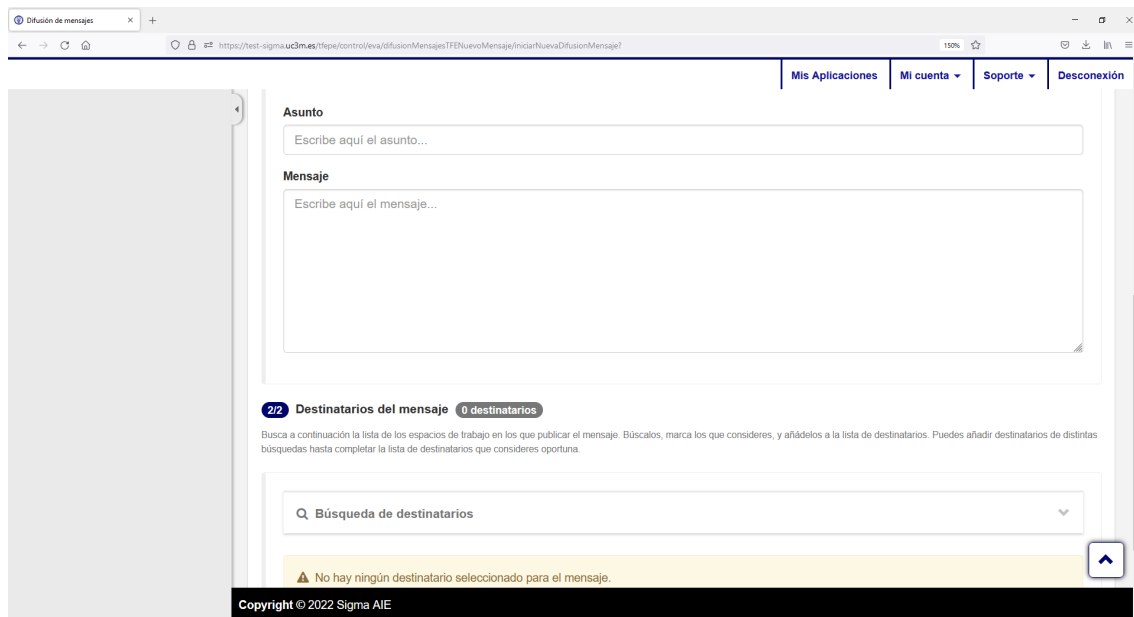 Difusión de mensajes
https://test-sigma.uc3m.es/tfepe/control/eva/difusionMensajesTFENuevoMensaje/iniciarNuevaDifusionMensaje?
150%
Mis Aplicaciones
Mi cuenta
Soporte
Desconexión
Asunto
Escribe aquí el asunto...
Mensaje
Escribe aquí el mensaje...
2/2 Destinatarios del mensaje 0 destinatarios
Busca a continuación la lista de los espacios de trabajo en los que publicar el mensaje. Búscalos, marca los que consideres, y añádelos a la lista de destinatarios. Puedes añadir destinatarios de distintas
búsquedas hasta completar la lista de destinatarios que consideres oportuna.
Búsqueda de destinatarios
No hay ningún destinatario seleccionado para el mensaje.
Copyright © 2022 Sigma AIE